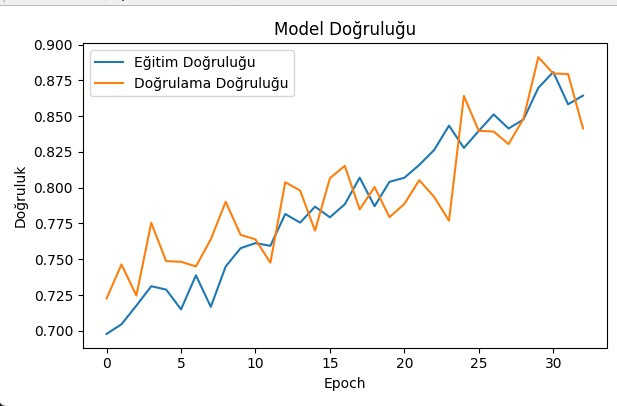 Model Doğruluğu
Eğitim Doğruluğu
Doğrulama Doğruluğu
Doğruluk
0.900
0.875
0.850
0.825
0.800
0.775
0.750
0.725
0.700
0 5 10 15 20 25 30
Epoch